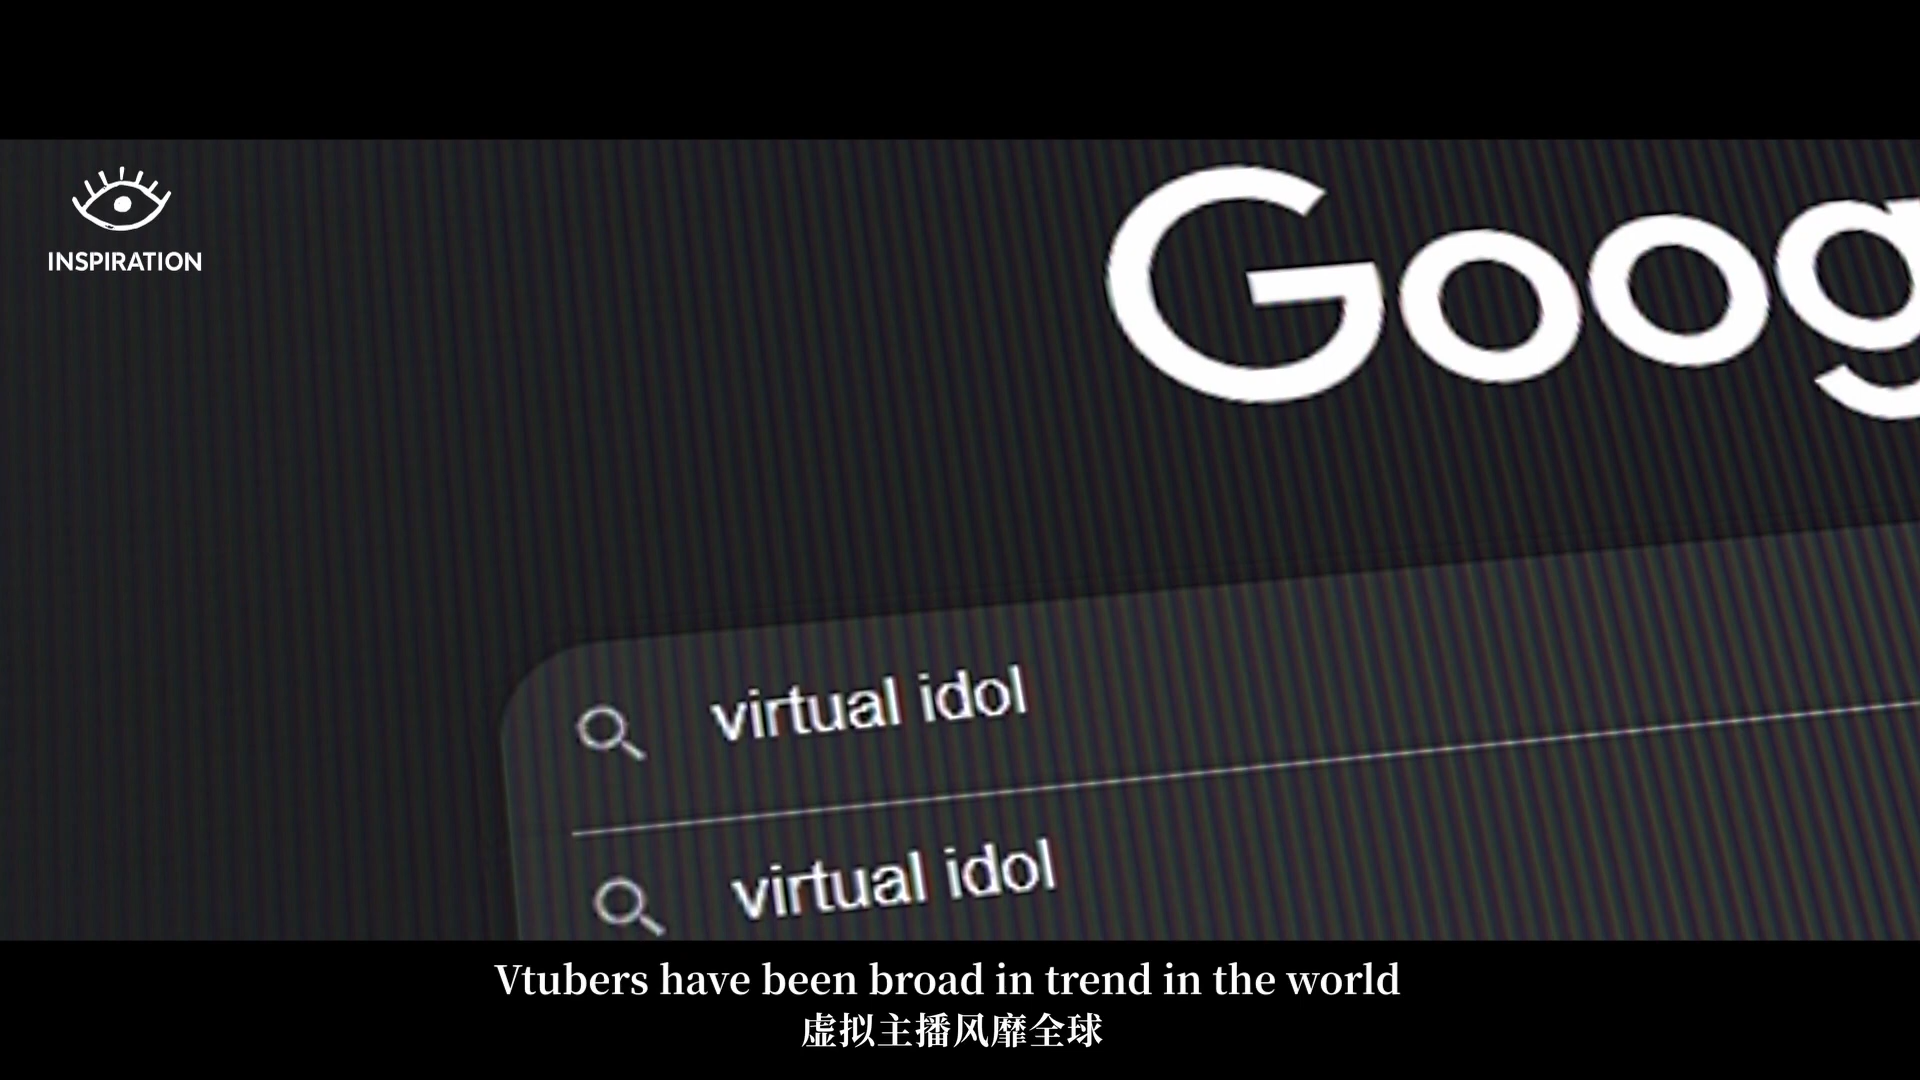 INSPIRATION
Goog
virtual idol
virtual idol
Vtubers have been broad in trend in the world
虚拟主播风靡全球